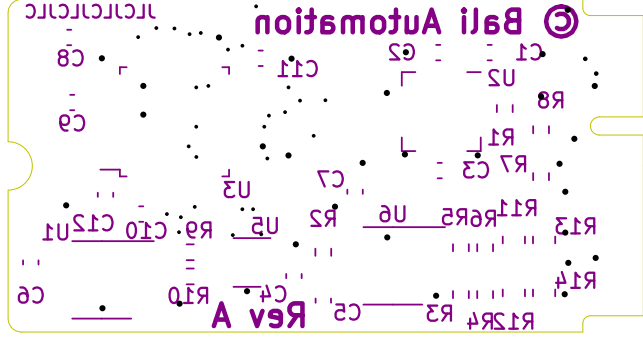 JLCJLCJLCJLC
© Bali Automation
C8
C11
C2
C1
U2
R8
C9
R1
R7
C3
C7
U3
R11
U1
C12
C10
R9
U5
R2
U6
R5
R6
R13
C6
R10
C4
R14
Rev A
C5
R3
R4
R12